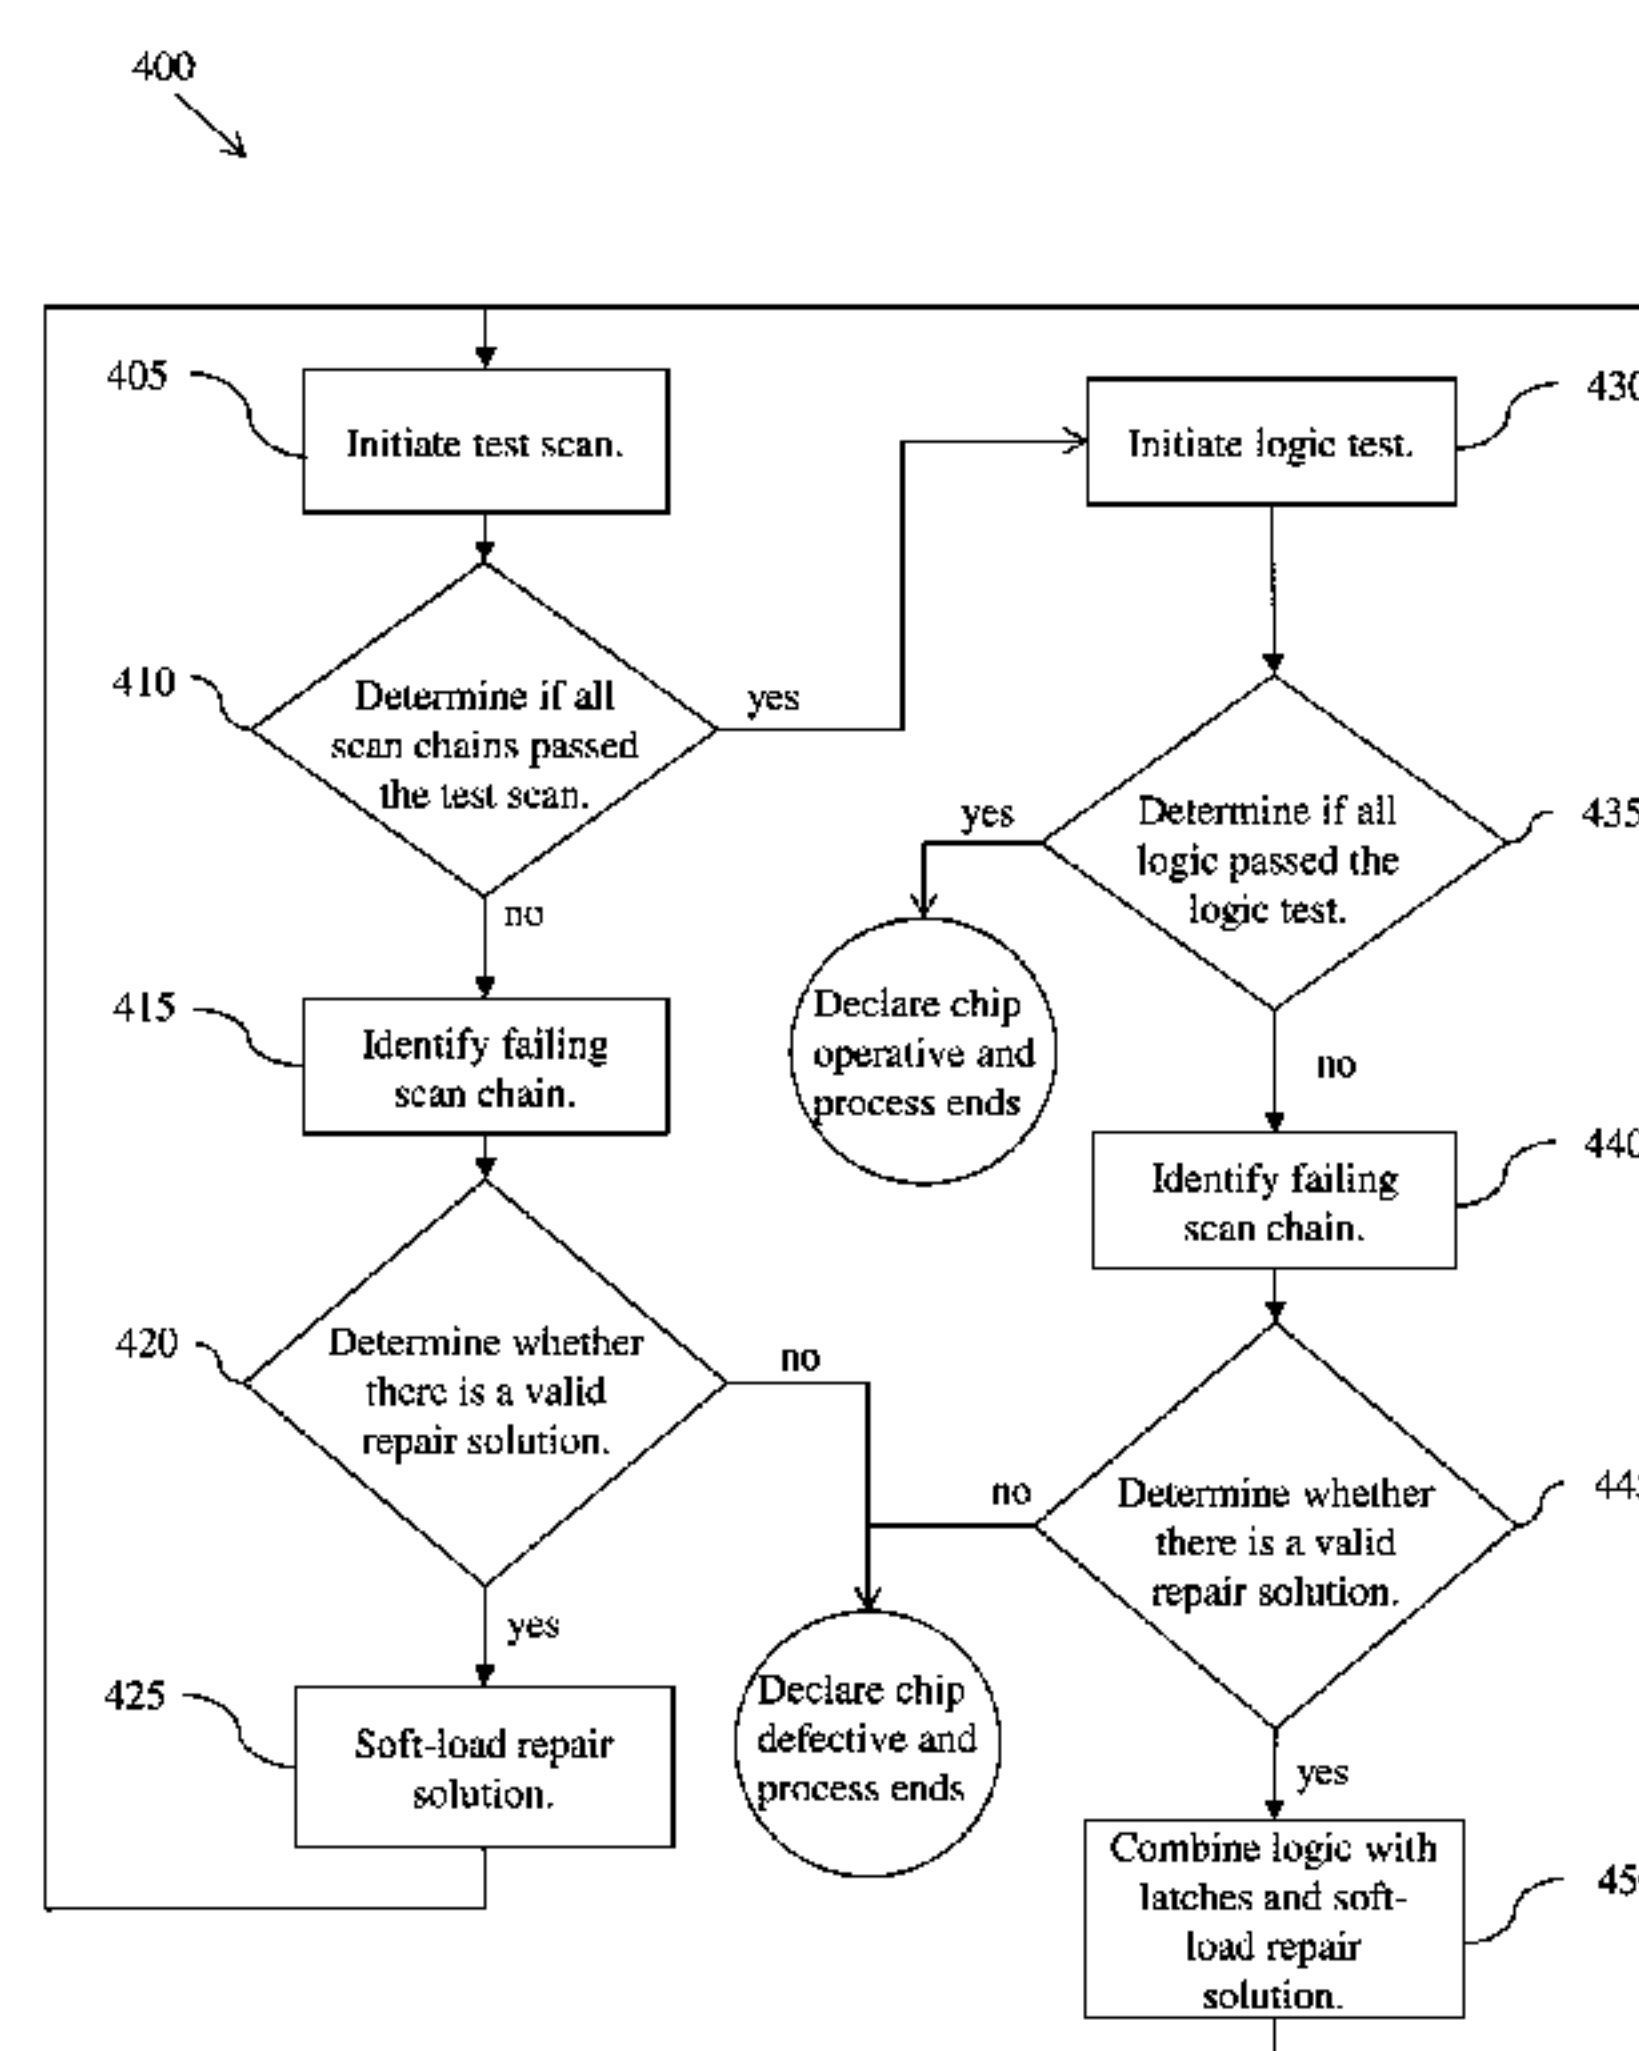 400
405
Initiate test scan.
410
Determine if all
scan chains passed
the test scan.
yes
no
415
Identify failing
scan chain.
420
Determine whether
there is a valid
repair solution.
no
yes
425
Soft-load repair
solution.
430
Initiate logic test.
435
Determine if all
logic passed the
logic test.
yes
Declare chip
operative and
process ends
no
440
Identify failing
scan chain.
Determine whether
there is a valid
repair solution.
no
Declare chip
defective and
process ends
yes
Combine logic with
latches and soft-
load repair
solution.